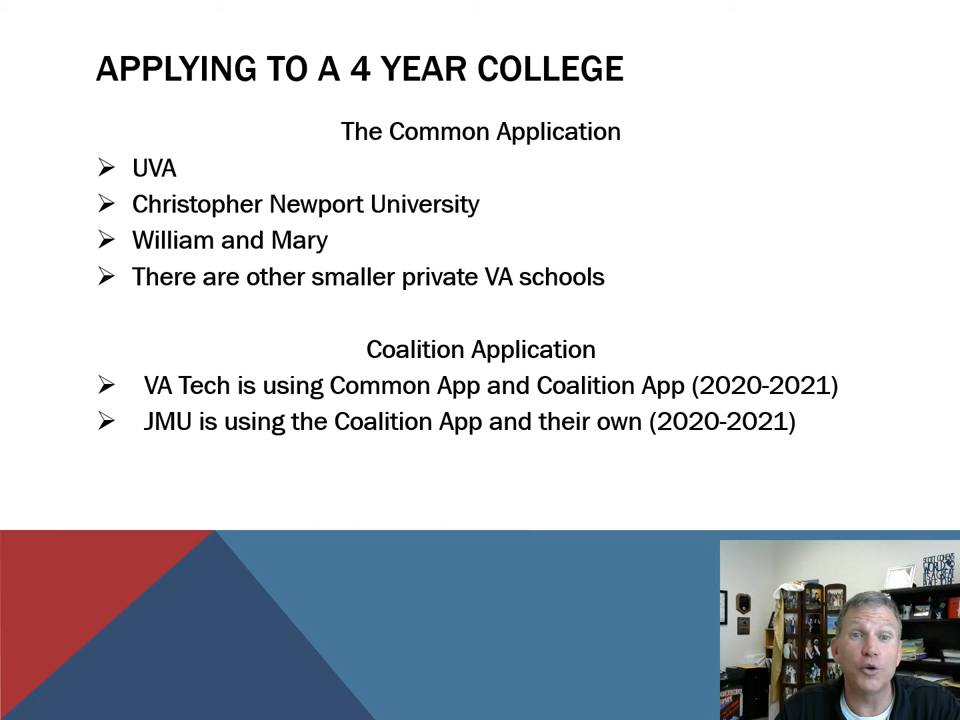 APPLYING TO A 4 YEAR COLLEGE
The Common Application
➢ UVA
➢ Christopher Newport University
➢ William and Mary
➢ There are other smaller private VA schools
Coalition Application
➢ VA Tech is using Common App and Coalition App (2020-2021)
➢ JMU is using the Coalition App and their own (2020-2021)